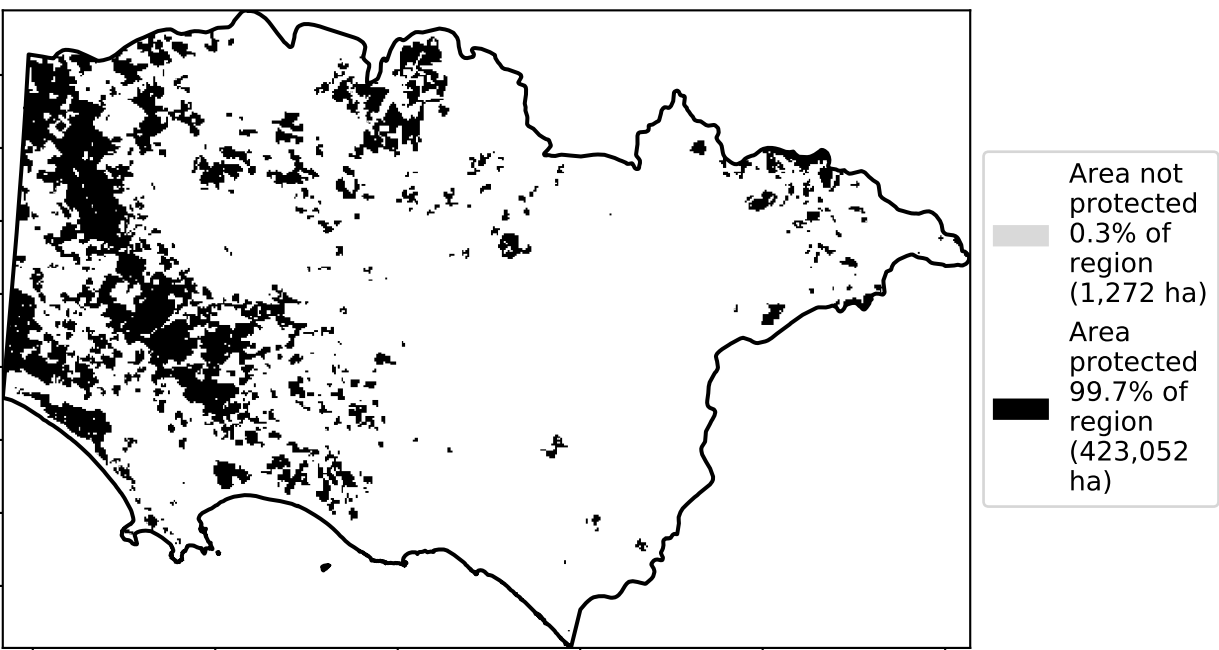 Area not
protected
0.3% of
region
(1,272 ha)
Area
protected
99.7% of
region
(423,052
ha)